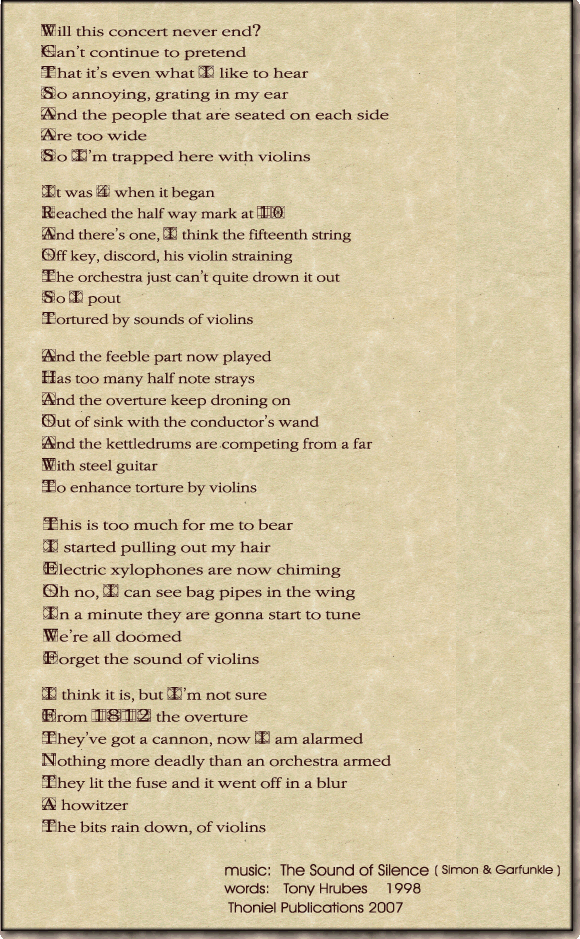 Will this concert never end?
Can't continue to pretend
That it's even what I like to hear
So annoying, grating in my ear
And the people that are seated on each side
Are too wide
So I'm trapped here with violins
It was 4 when it began
Reached the half way mark at 10
And there's one, I think the fifteenth string
Off key, discord, his violin straining
The orchestra just can't quite drown it out
So I pout
Tortured by sounds of violins
And the feeble part now played
Has too many half note strays
And the overture keep droning on
Out of sink with the conductor's wand
And the kettledrums are competing from a far
With steel guitar
To enhance torture by violins
This is too much for me to bear
I started pulling out my hair
Electric xylophones are now chiming
Oh no, I can see bag pipes in the wing
In a minute they are gonna start to tune
We're all doomed
Forget the sound of violins
I think it is, but I'm not sure
From 1812 the overture
They've got a cannon, now I am alarmed
Nothing more deadly than an orchestra armed
They lit the fuse and it went off in a blur
A howitzer
The bits rain down, of violins
music: The Sound of Silence ( Simon & Garfunkle )
words: Tony Hrubes 1998
Thoniel Publications 2007